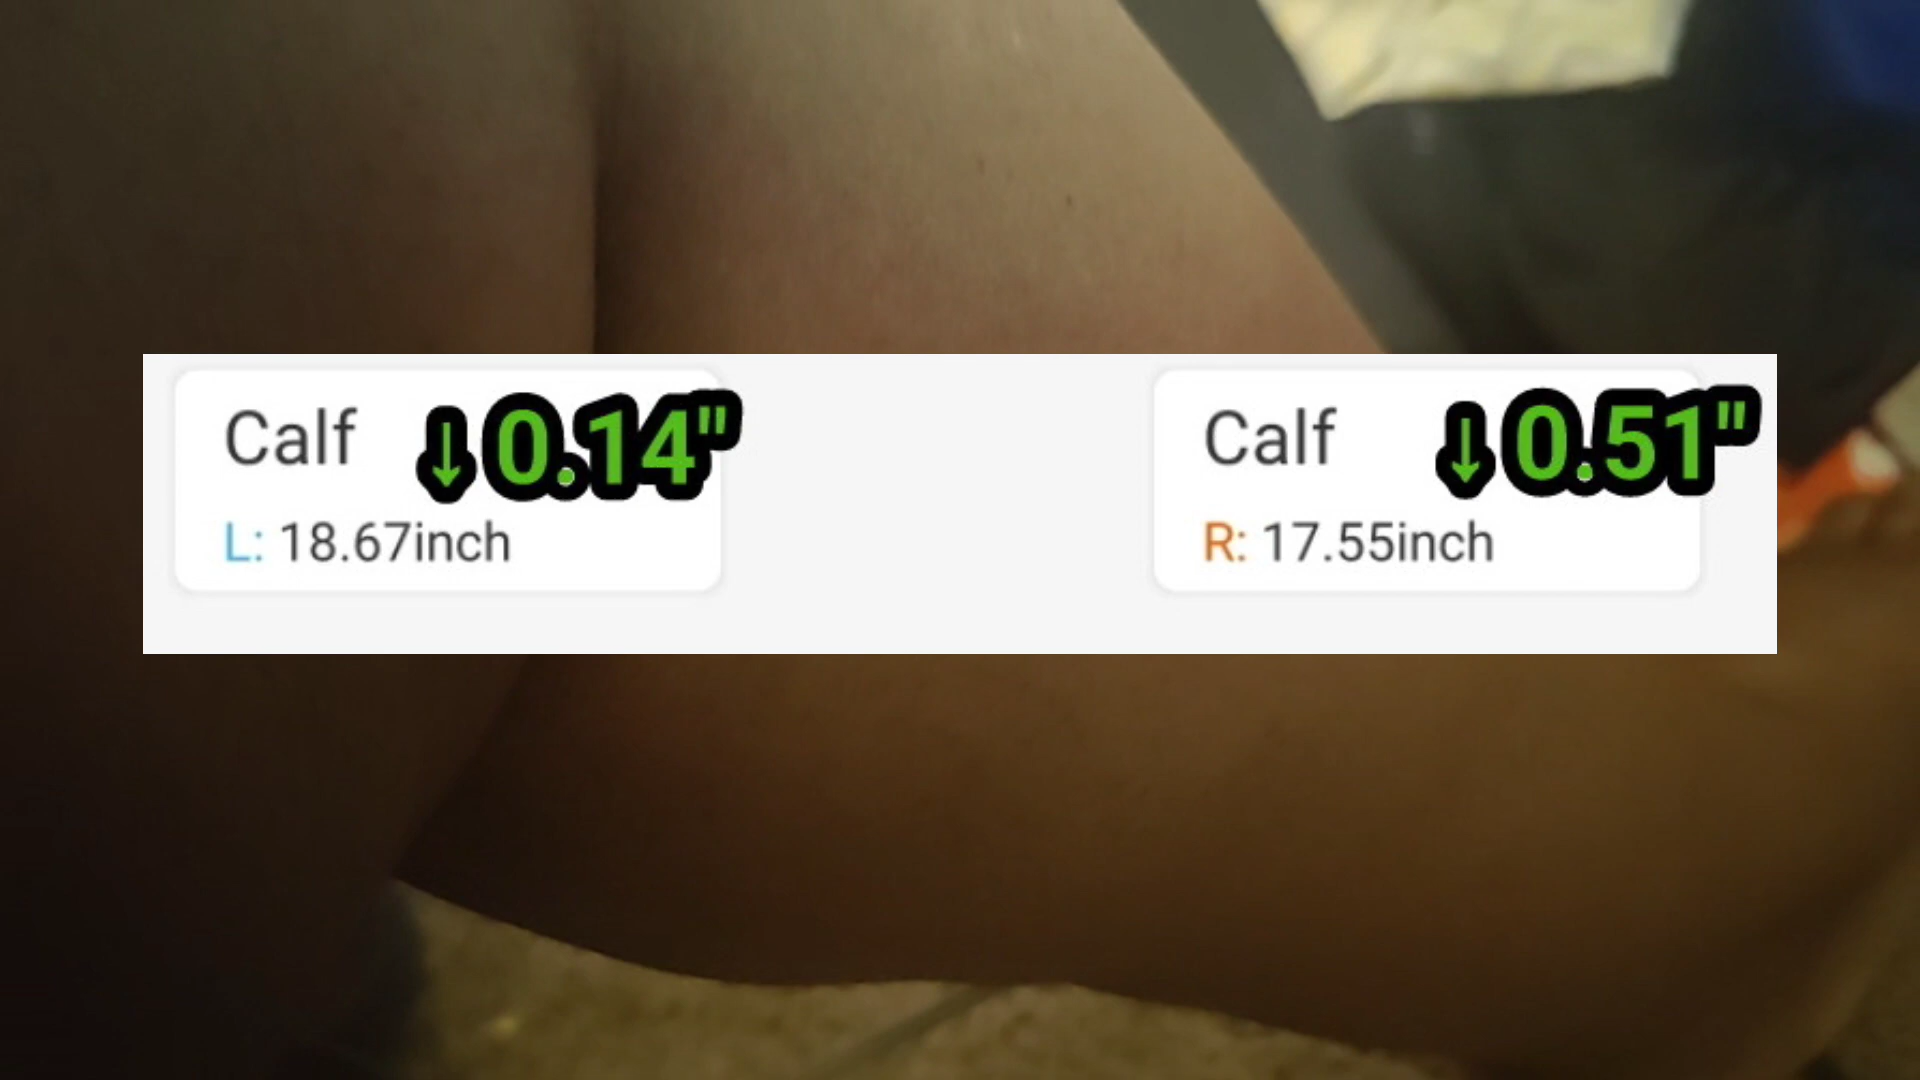 Calf ↓0.14"
L: 18.67inch
Calf ↓0.51"
R: 17.55inch